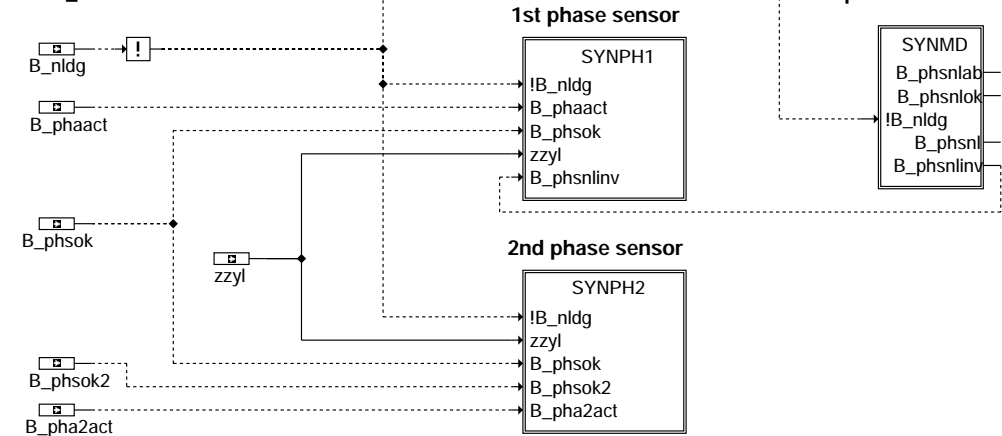 1st phase sensor
B_nldg
!
SYNPH1
!B_nldg
B_phaact
B_phsok
zzyl
B_phsnlinv
SYNMD
B_phsnlab
B_phsnlok
!B_nldg
B_phsnl
B_phsnlinv
B_phaact
B_phsok
zzyl
2nd phase sensor
SYNPH2
!B_nldg
zzyl
B_phsok
B_phsok2
B_pha2act
B_phsok2
B_pha2act